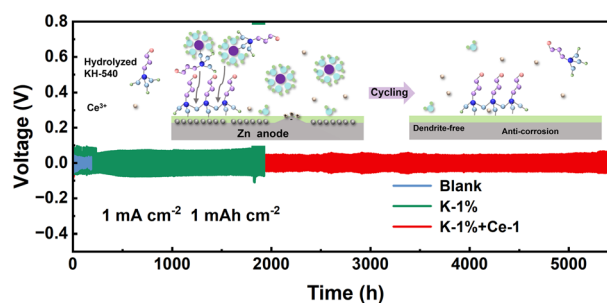 Voltage (V)
0.8
0.6
0.4
0.2
0.0
−0.2
−0.4
Hydrolyzed
KH-540
Ce³⁺
Zn anode
Cycling
Dendrite-free
Anti-corrosion
1 mA cm⁻² 1 mAh cm⁻²
Blank
K-1%
K-1%+Ce-1
0
1000
2000
3000
4000
5000
Time (h)